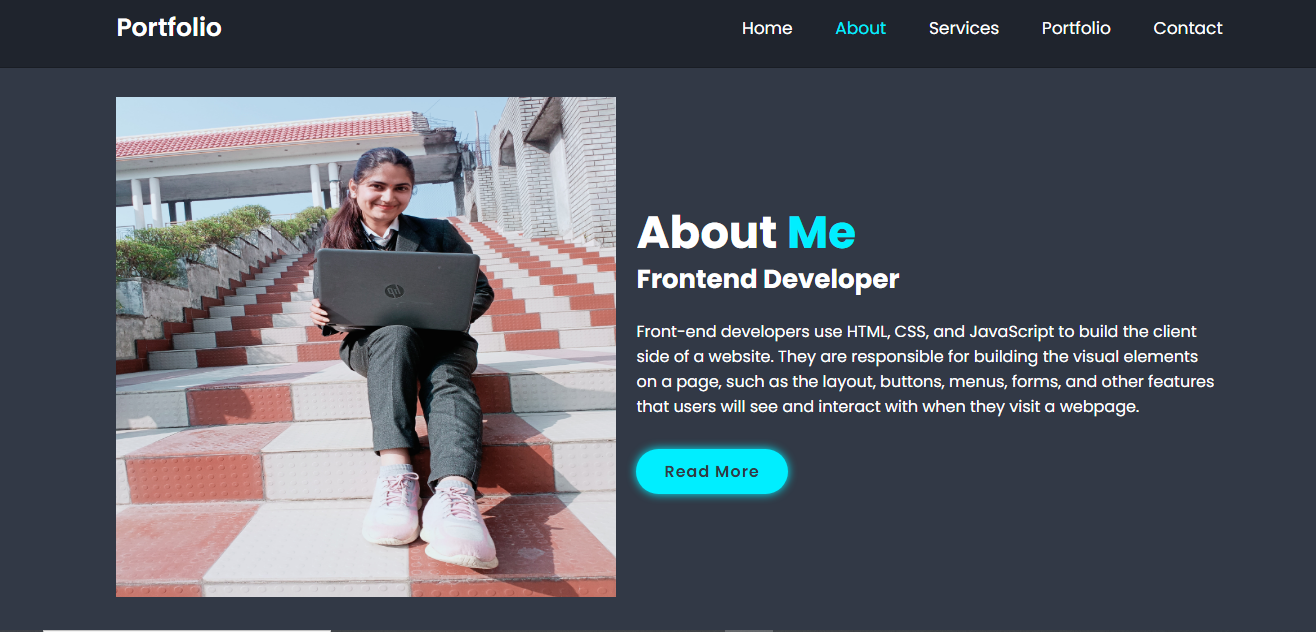 Portfolio
Home About Services Portfolio Contact
About Me
Frontend Developer
Front-end developers use HTML, CSS, and JavaScript to build the client
side of a website. They are responsible for building the visual elements
on a page, such as the layout, buttons, menus, forms, and other features
that users will see and interact with when they visit a webpage.
Read More
hp